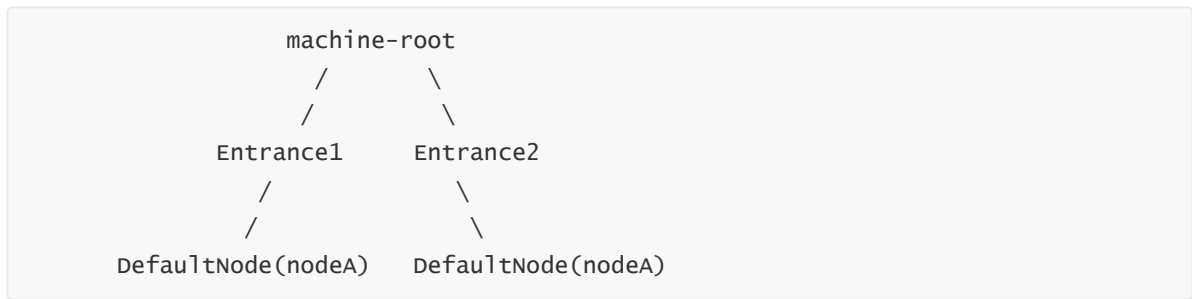 machine-root
/ \
/ \
Entrance1 Entrance2
/ \
/ \
DefaultNode(nodeA) DefaultNode(nodeA)